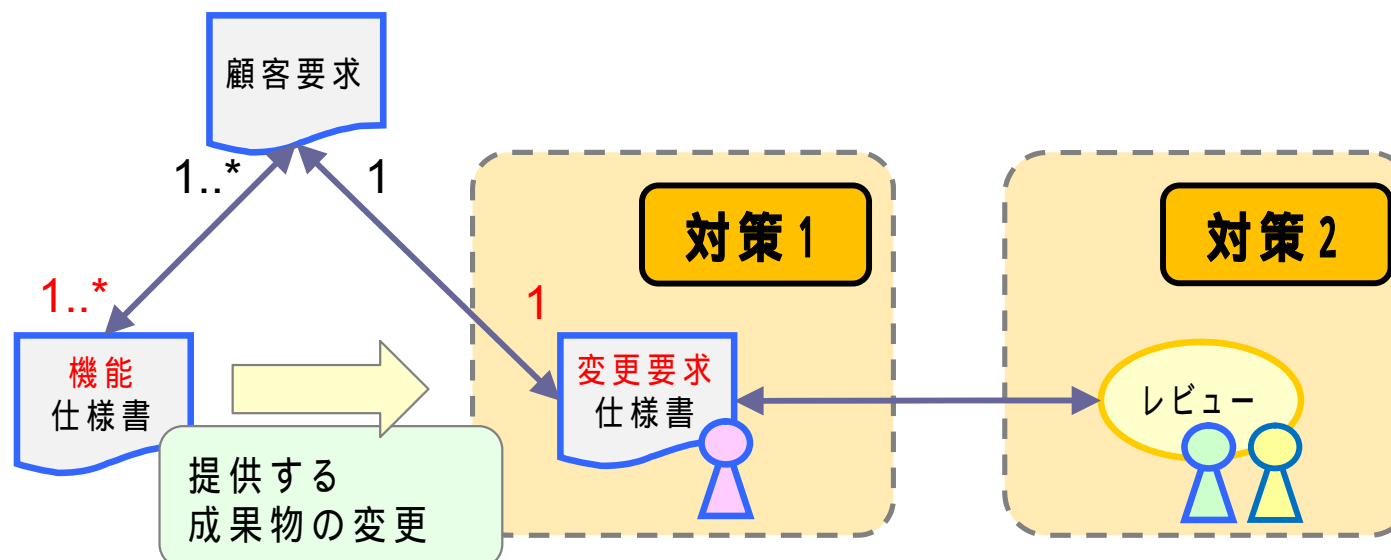 顧客要求
1..*
1
対策1
対策2
1..*
1
機能
仕様書
変更要求
仕様書
レビュー
提供する
成果物の変更